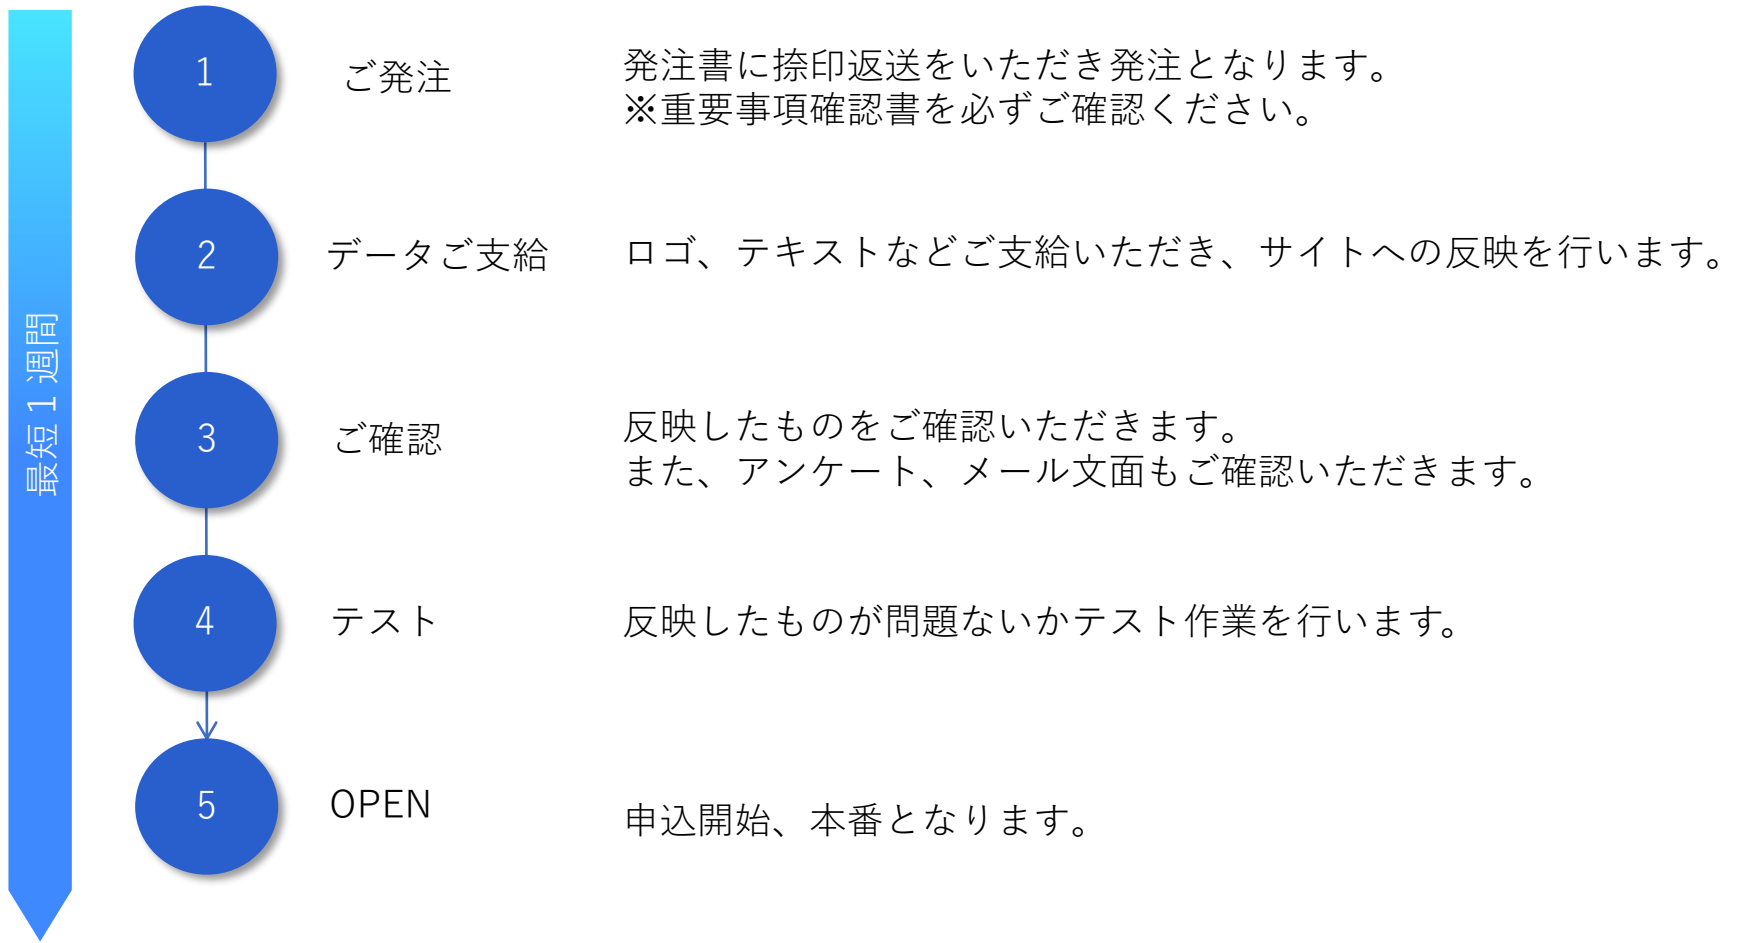 最短1週間
1
ご発注
発注書に捺印返送をいただき発注となります。
※重要事項確認書を必ずご確認ください。
2
データご支給
ロゴ、テキストなどご支給いただき、サイトへの反映を行います。
3
ご確認
反映したものをご確認いただきます。
また、アンケート、メール文面もご確認いただきます。
4
テスト
反映したものが問題ないかテスト作業を行います。
5
OPEN
申込開始、本番となります。